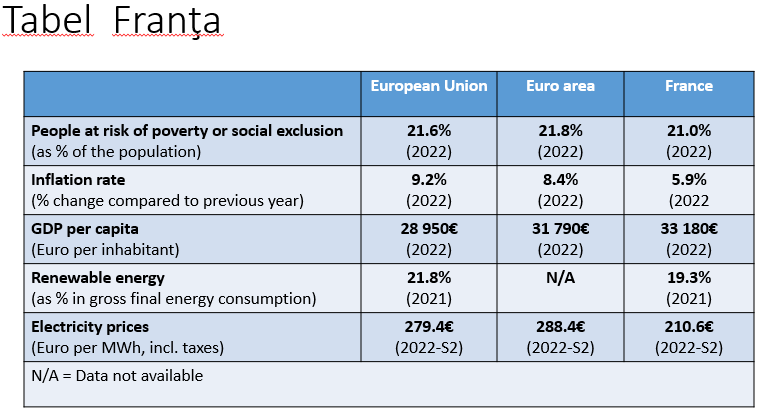 Tabel Franţa
European Union Euro area France
People at risk of poverty or social exclusion 21.6% 21.8% 21.0%
(as % of the population) (2022) (2022) (2022)
Inflation rate 9.2% 8.4% 5.9%
(% change compared to previous year) (2022) (2022) (2022
GDP per capita 28 950€ 31 790€ 33 180€
(Euro per inhabitant) (2022) (2022) (2022)
Renewable energy 21.8% N/A 19.3%
(as % in gross final energy consumption) (2021) (2021)
Electricity prices 279.4€ 288.4€ 210.6€
(Euro per MWh, incl. taxes) (2022-S2) (2022-S2) (2022-S2)
N/A = Data not available